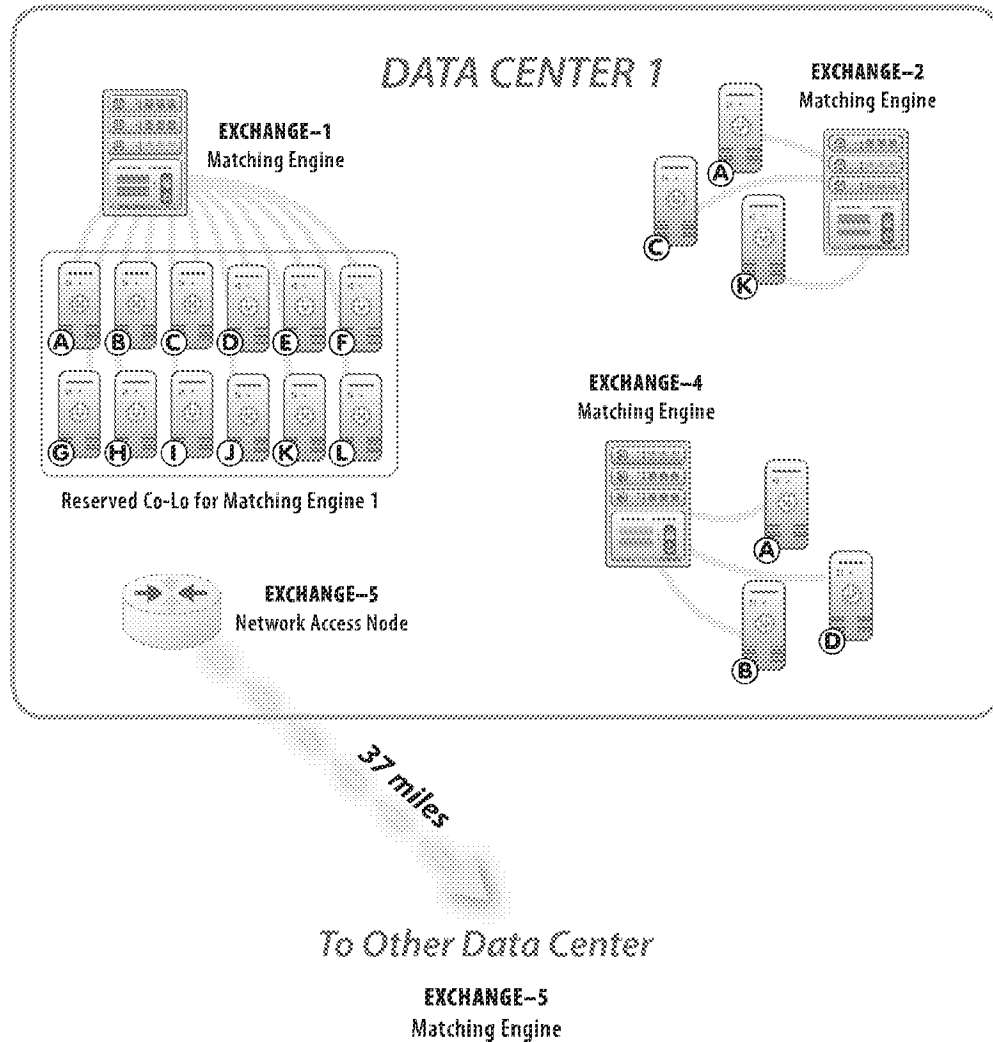 DATA CENTER 1
EXCHANGE–1
Matching Engine
EXCHANGE–2
Matching Engine
A
C
K
A
B
C
D
E
F
G
H
I
J
K
L
Reserved Co-Lo for Matching Engine 1
EXCHANGE–4
Matching Engine
A
D
B
EXCHANGE–5
Network Access Node
37 miles
To Other Data Center
EXCHANGE–5
Matching Engine